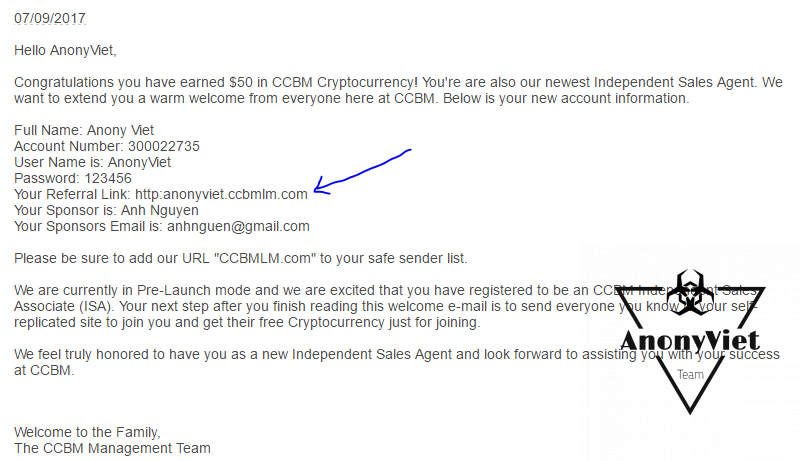 07/09/2017
Hello AnonyViet,
Congratulations you have earned $50 in CCBM Cryptocurrency! You're are also our newest Independent Sales Agent. We
want to extend you a warm welcome from everyone here at CCBM. Below is your new account information.
Full Name: Anony Viet
Account Number: 300022735
User Name is: AnonyViet
Password: 123456
Your Referral Link: http:anonyviet.ccbmlm.com
Your Sponsor is: Anh Nguyen
Your Sponsors Email is: anhnguen@gmail.com
Please be sure to add our URL "CCBMLM.com" to your safe sender list.
We are currently in Pre-Launch mode and we are excited that you have registered to be an CCBM Independent Sales
Associate (ISA). Your next step after you finish reading this welcome e-mail is to send everyone you know to your self-
replicated site to join you and get their free Cryptocurrency just for joining.
We feel truly honored to have you as a new Independent Sales Agent and look forward to assisting you with your success
at CCBM.
Welcome to the Family,
The CCBM Management Team
AnonyViet
Team